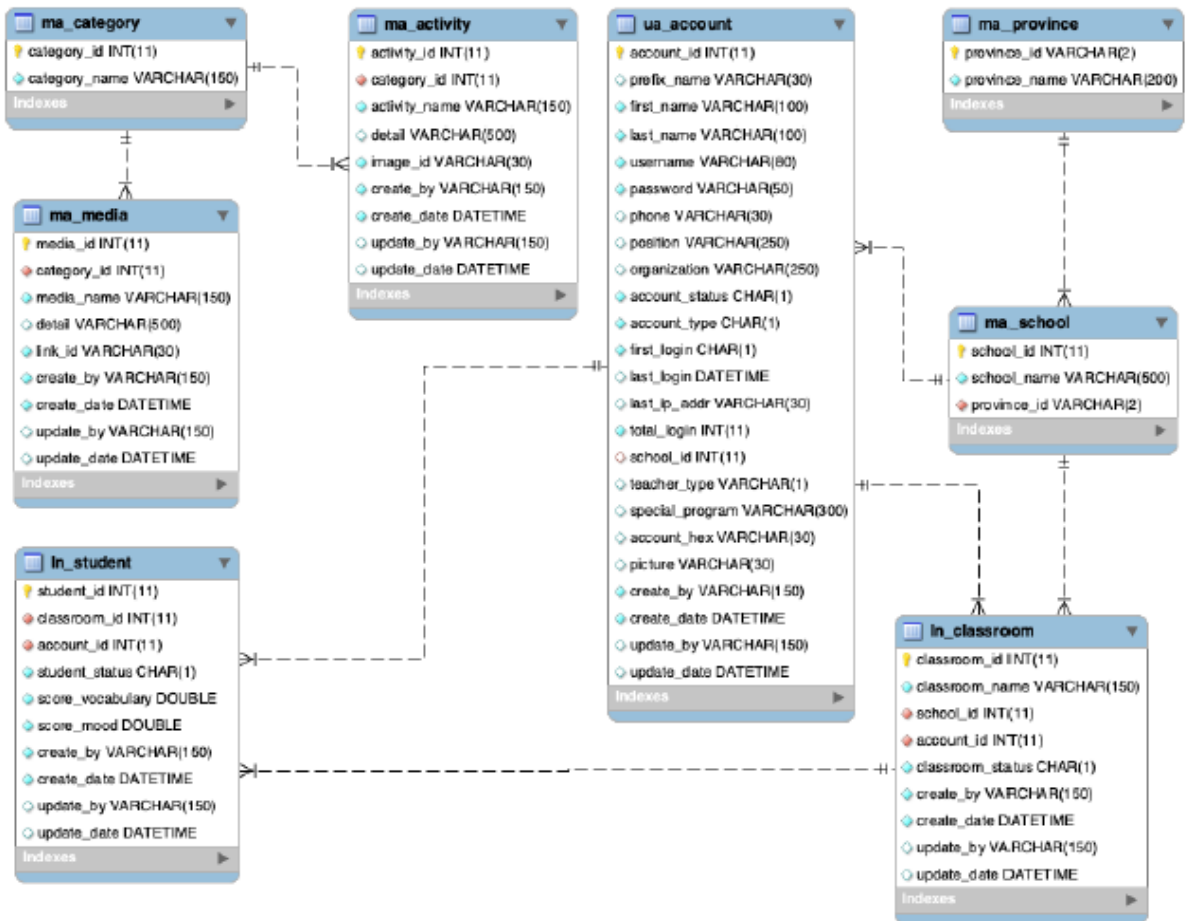 ma_category
category_id INT(11)
category_name VARCHAR(150)
Indexes
ma_activity
activity_id INT(11)
category_id INT(11)
activity_name VARCHAR(150)
detail VARCHAR(500)
image_id VARCHAR(30)
create_by VARCHAR(150)
create_date DATETIME
update_by VARCHAR(150)
update_date DATETIME
Indexes
ua_account
account_id INT(11)
prefix_name VARCHAR(30)
first_name VARCHAR(100)
last_name VARCHAR(100)
username VARCHAR(80)
password VARCHAR(50)
phone VARCHAR(30)
position VARCHAR(250)
organization VARCHAR(250)
account_status CHAR(1)
account_type CHAR(1)
first_login CHAR(1)
last_login DATETIME
last_ip_addr VARCHAR(30)
total_login INT(11)
school_id INT(11)
teacher_type VARCHAR(1)
special_program VARCHAR(300)
account_hex VARCHAR(30)
picture VARCHAR(30)
create_by VARCHAR(150)
create_date DATETIME
update_by VARCHAR(150)
update_date DATETIME
Indexes
ma_province
province_id VARCHAR(2)
province_name VARCHAR(200)
Indexes
ma_media
media_id INT(11)
category_id INT(11)
media_name VARCHAR(150)
detail VARCHAR(500)
link_id VARCHAR(30)
create_by VARCHAR(150)
create_date DATETIME
update_by VARCHAR(150)
update_date DATETIME
Indexes
ma_school
school_id INT(11)
school_name VARCHAR(500)
province_id VARCHAR(2)
Indexes
ln_student
student_id INT(11)
classroom_id INT(11)
account_id INT(11)
student_status CHAR(1)
score_vocabulary DOUBLE
score_mood DOUBLE
create_by VARCHAR(150)
create_date DATETIME
update_by VARCHAR(150)
update_date DATETIME
Indexes
ln_classroom
classroom_id INT(11)
classroom_name VARCHAR(150)
school_id INT(11)
account_id INT(11)
classroom_status CHAR(1)
create_by VARCHAR(150)
create_date DATETIME
update_by VARCHAR(150)
update_date DATETIME
Indexes